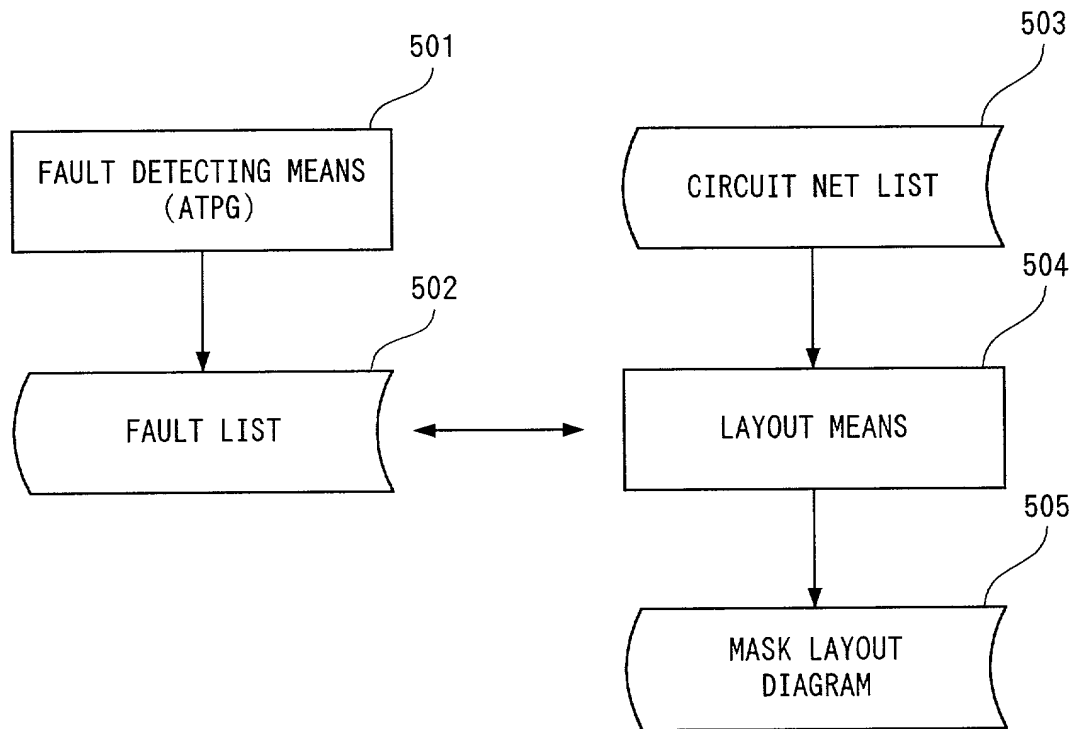 501
FAULT DETECTING MEANS
(ATPG)
502
FAULT LIST
503
CIRCUIT NET LIST
504
LAYOUT MEANS
505
MASK LAYOUT
DIAGRAM